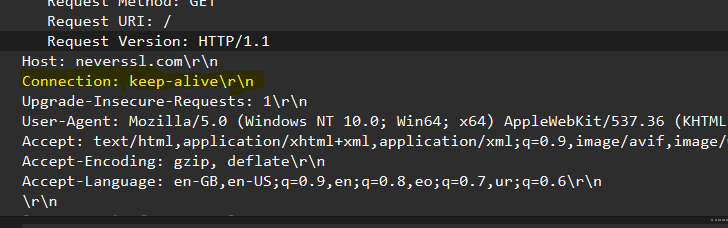 Request Method: GET
Request URI: /
Request Version: HTTP/1.1
Host: neverssl.com\r\n
Connection: keep-alive\r\n
Upgrade-Insecure-Requests: 1\r\n
User-Agent: Mozilla/5.0 (Windows NT 10.0; Win64; x64) AppleWebKit/537.36 (KHTML
Accept: text/html,application/xhtml+xml,application/xml;q=0.9,image/avif,image/
Accept-Encoding: gzip, deflate\r\n
Accept-Language: en-GB,en-US;q=0.9,en;q=0.8,eo;q=0.7,ur;q=0.6\r\n
\r\n